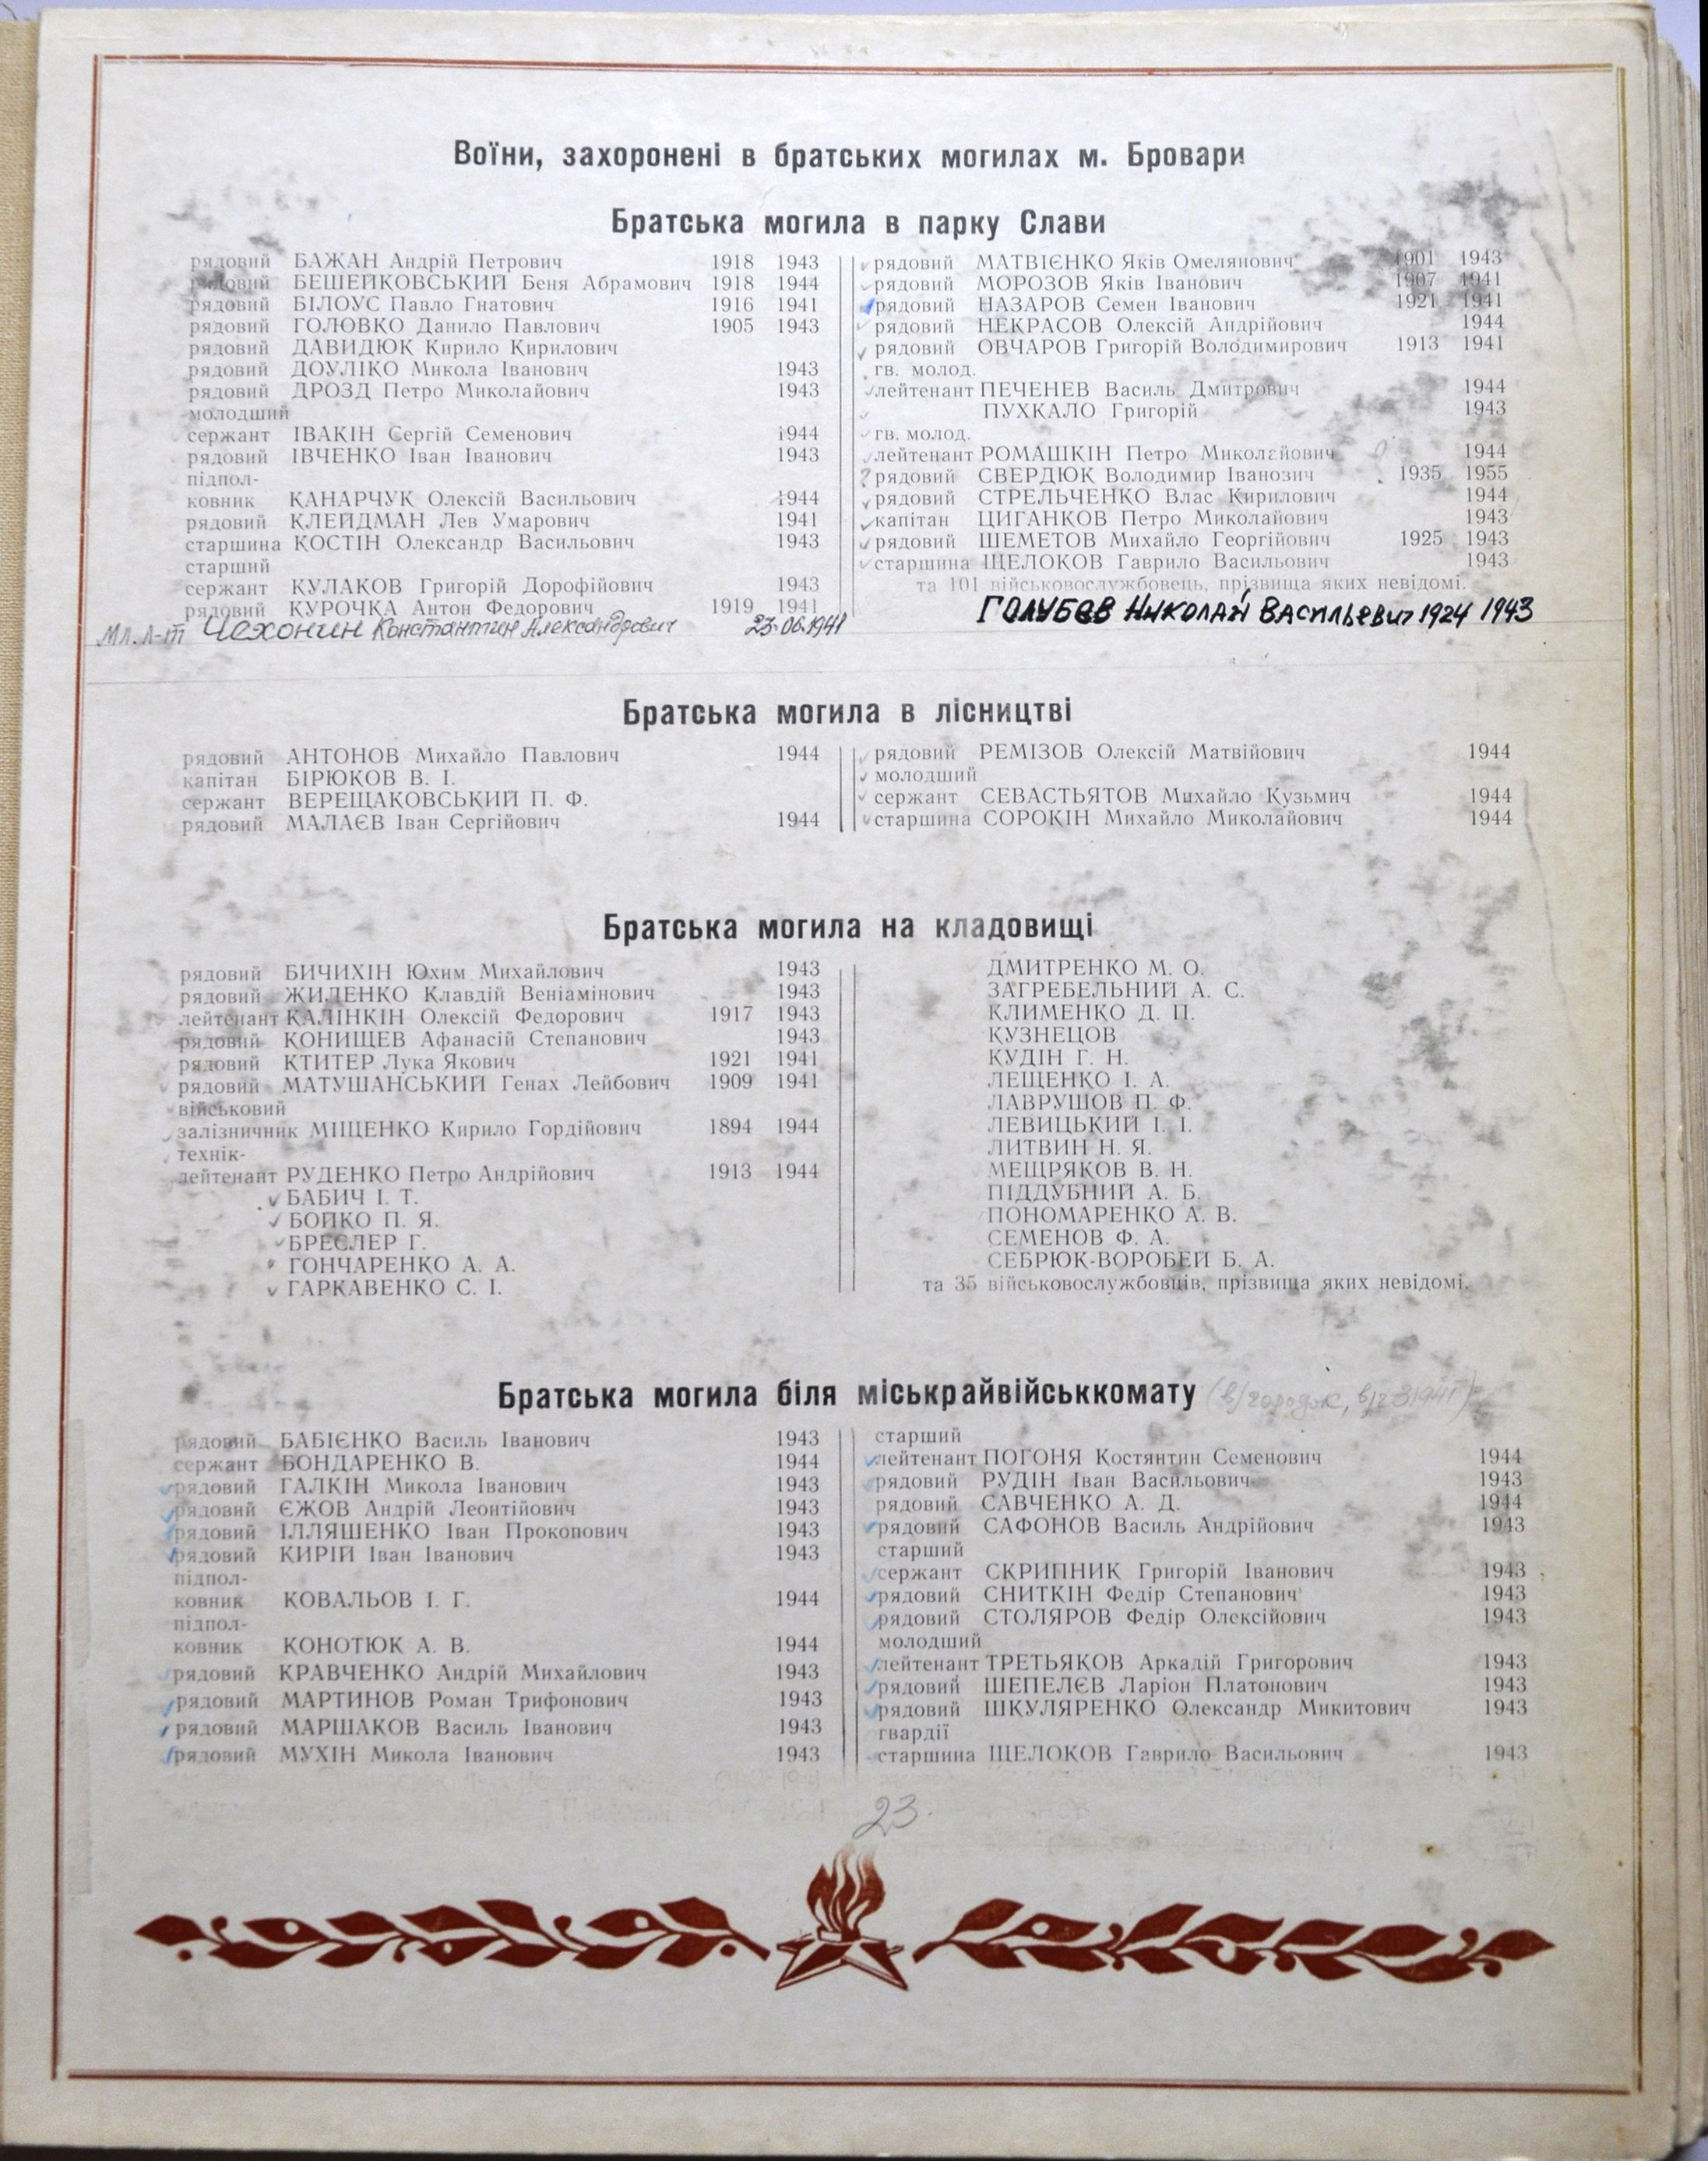 Воїни, захоронені в братських могилах м. Бровари
Братська могила в парку Слави
рядовий БАЖАН Андрій Петрович 1918 1943
рядовий БЕШЕЙКОВСЬКИЙ Беня Абрамович 1918 1944
рядовий БІЛОУС Павло Гнатович 1916 1941
рядовий ГОЛОВКО Данило Павлович 1905 1943
рядовий ДАВИДЮК Кирило Кирилович
рядовий ДОУЛІКО Микола Іванович 1943
рядовий ДРОЗД Петро Миколайович 1943
молодший
сержант ІВАКІН Сергій Семенович 1944
рядовий ІВЧЕНКО Іван Іванович 1943
підпол-
ковник КАНАРЧУК Олексій Васильович 1944
рядовий КЛЕЙДМАН Лев Умарович 1941
старшина КОСТІН Олександр Васильович 1943
старший
сержант КУЛАКОВ Григорій Дорофійович 1943
рядовий КУРОЧКА Антон Федорович 1919 1941
Мл. л-т Чехонин Константин Александрович 23.06.1941
рядовий МАТВІЄНКО Яків Омелянович 1901 1943
рядовий МОРОЗОВ Яків Іванович 1907 1941
рядовий НАЗАРОВ Семен Іванович 1921 1941
рядовий НЕКРАСОВ Олексій Андрійович 1944
рядовий ОВЧАРОВ Григорій Володимирович 1913 1941
гв. молод.
лейтенант ПЕЧЕНЕВ Василь Дмитрович 1944
ПУХКАЛО Григорій 1943
гв. молод.
лейтенант РОМАШКІН Петро Миколайович 1944
? рядовий СВЕРДЮК Володимир Іванович 1935 1955
рядовий СТРЕЛЬЧЕНКО Влас Кирилович 1944
капітан ЦИГАНКОВ Петро Миколайович 1943
рядовий ШЕМЕТОВ Михайло Георгійович 1925 1943
старшина ЩЕЛОКОВ Гаврило Васильович 1943
та 101 військовослужбовець, прізвища яких невідомі.
ГОЛУБЕВ НИКОЛАЙ ВАСИЛЬЕВИЧ 1924 1943
Братська могила в лісництві
рядовий АНТОНОВ Михайло Павлович 1944
капітан БІРЮКОВ В. І.
сержант ВЕРЕЩАКОВСЬКИЙ П. Ф.
рядовий МАЛАЄВ Іван Сергійович 1944
рядовий РЕМІЗОВ Олексій Матвійович 1944
молодший
сержант СЕВАСТЬЯТОВ Михайло Кузьмич 1944
старшина СОРОКІН Михайло Миколайович 1944
Братська могила на кладовищі
рядовий БИЧИХІН Юхим Михайлович 1943
рядовий ЖИДЕНКО Клавдій Веніамінович 1943
лейтенант КАЛІНКІН Олексій Федорович 1917 1943
рядовий КОНИЩЕВ Афанасій Степанович 1943
рядовий КТИТЕР Лука Якович 1921 1941
рядовий МАТУШАНСЬКИЙ Генах Лейбович 1909 1941
військовий
залізничник МІЩЕНКО Кирило Гордійович 1894 1944
технік-
лейтенант РУДЕНКО Петро Андрійович 1913 1944
БАБИЧ І. Т.
БОЙКО П. Я.
БРЕСЛЕР Г.
ГОНЧАРЕНКО А. А.
ГАРКАВЕНКО С. І.
ДМИТРЕНКО М. О.
ЗАГРЕБЕЛЬНИЙ А. С.
КЛИМЕНКО Д. П.
КУЗНЕЦОВ
КУДІН Г. Н.
ЛЕЩЕНКО І. А.
ЛАВРУШОВ П. Ф.
ЛЕВИЦЬКИЙ І. І.
ЛИТВИН Н. Я.
МЕЩРЯКОВ В. Н.
ПІДДУБНИЙ А. Б.
ПОНОМАРЕНКО А. В.
СЕМЕНОВ Ф. А.
СЕБРЮК-ВОРОБЕЙ Б. А.
та 35 військовослужбовців, прізвища яких невідомі.
Братська могила біля міськрайвійськкомату (в/городок, в/ч
рядовий БАБІЄНКО Василь Іванович 1943
сержант БОНДАРЕНКО В. 1944
рядовий ГАЛКІН Микола Іванович 1943
рядовий ЄЖОВ Андрій Леонтійович 1943
рядовий ІЛЛЯШЕНКО Іван Прокопович 1943
рядовий КИРІЙ Іван Іванович 1943
підпол-
ковник КОВАЛЬОВ І. Г. 1944
підпол-
ковник КОНОТЮК А. В. 1944
рядовий КРАВЧЕНКО Андрій Михайлович 1943
рядовий МАРТИНОВ Роман Трифонович 1943
рядовий МАРШАКОВ Василь Іванович 1943
рядовий МУХІН Микола Іванович 1943
старший
лейтенант ПОГОНЯ Костянтин Семенович 1944
рядовий РУДІН Іван Васильович 1943
рядовий САВЧЕНКО А. Д. 1944
рядовий САФОНОВ Василь Андрійович 1943
старший
сержант СКРИПНИК Григорій Іванович 1943
рядовий СНИТКІН Федір Степанович 1943
рядовий СТОЛЯРОВ Федір Олексійович 1943
молодший
лейтенант ТРЕТЬЯКОВ Аркадій Григорович 1943
рядовий ШЕПЕЛЄВ Ларіон Платонович 1943
рядовий ШКУЛЯРЕНКО Олександр Микитович 1943
гвардії
старшина ЩЕЛОКОВ Гаврило Васильович 1943
23.